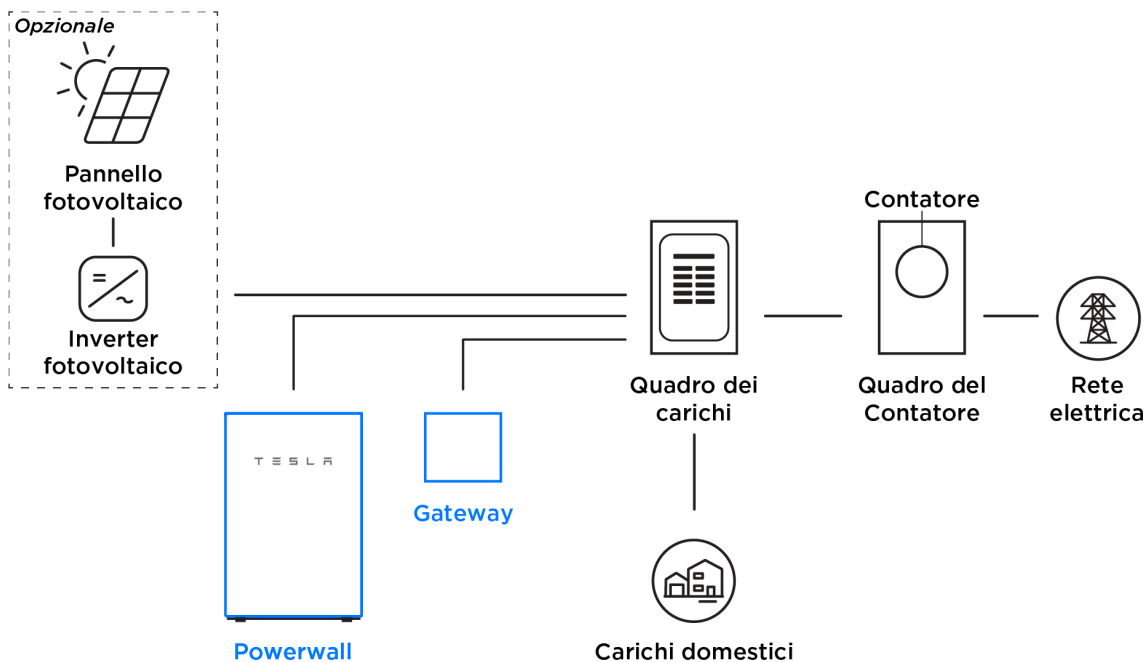 Opzionale
Pannello
fotovoltaico
Inverter
fotovoltaico
TESLA
Powerwall
Gateway
Quadro dei
carichi
Carichi domestici
Contatore
Quadro del
Contatore
Rete
elettrica